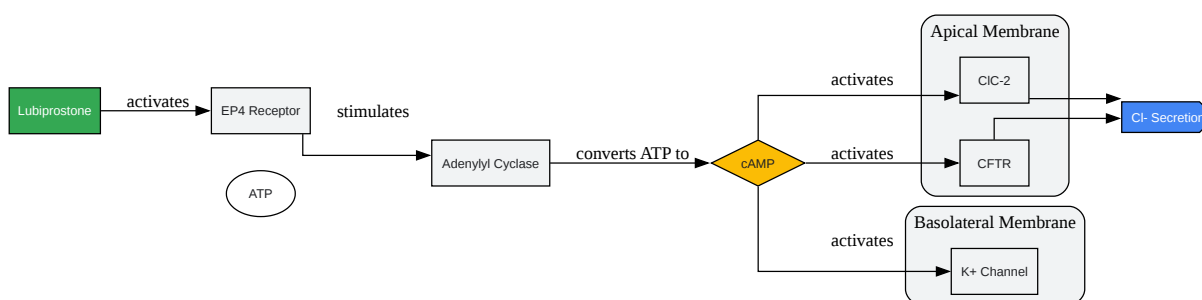 Lubiprostone
activates
EP4 Receptor
stimulates
ATP
Adenylyl Cyclase
converts ATP to
cAMP
activates
activates
activates
Apical Membrane
ClC-2
CFTR
Cl- Secretion
Basolateral Membrane
K+ Channel